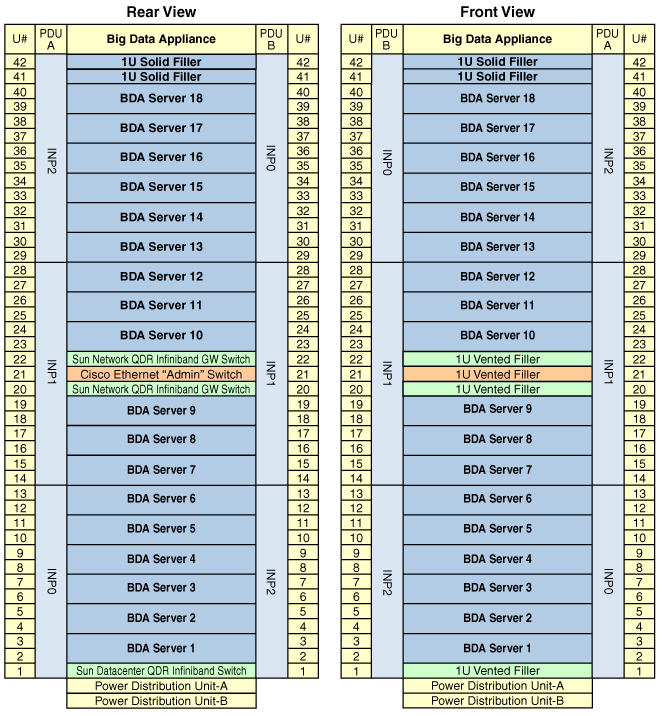 Rear View
U# PDU A Big Data Appliance PDU B U#
42 1U Solid Filler 42
41 1U Solid Filler 41
40 BDA Server 18 40
39 39
38 BDA Server 17 38
37 37
36 BDA Server 16 36
35 INP2 INP0 35
34 BDA Server 15 34
33 33
32 BDA Server 14 32
31 31
30 BDA Server 13 30
29 29
28 BDA Server 12 28
27 27
26 BDA Server 11 26
25 25
24 BDA Server 10 24
23 23
22 Sun Network QDR Infiniband GW Switch 22
21 INP1 Cisco Ethernet “Admin” Switch INP1 21
20 Sun Network QDR Infiniband GW Switch 20
19 BDA Server 9 19
18 18
17 BDA Server 8 17
16 16
15 BDA Server 7 15
14 14
13 BDA Server 6 13
12 12
11 BDA Server 5 11
10 10
9 BDA Server 4 9
8 8
7 INP0 BDA Server 3 INP2 7
6 6
5 BDA Server 2 5
4 4
3 BDA Server 1 3
2 2
1 Sun Datacenter QDR Infiniband Switch 1
Power Distribution Unit-A
Power Distribution Unit-B
Front View
U# PDU B Big Data Appliance PDU A U#
42 1U Solid Filler 42
41 1U Solid Filler 41
40 BDA Server 18 40
39 39
38 BDA Server 17 38
37 37
36 BDA Server 16 36
35 INP0 INP2 35
34 BDA Server 15 34
33 33
32 BDA Server 14 32
31 31
30 BDA Server 13 30
29 29
28 BDA Server 12 28
27 27
26 BDA Server 11 26
25 25
24 BDA Server 10 24
23 23
22 1U Vented Filler 22
21 INP1 1U Vented Filler INP1 21
20 1U Vented Filler 20
19 BDA Server 9 19
18 18
17 BDA Server 8 17
16 16
15 BDA Server 7 15
14 14
13 BDA Server 6 13
12 12
11 BDA Server 5 11
10 10
9 BDA Server 4 9
8 8
7 INP2 BDA Server 3 INP0 7
6 6
5 BDA Server 2 5
4 4
3 BDA Server 1 3
2 2
1 1U Vented Filler 1
Power Distribution Unit-A
Power Distribution Unit-B